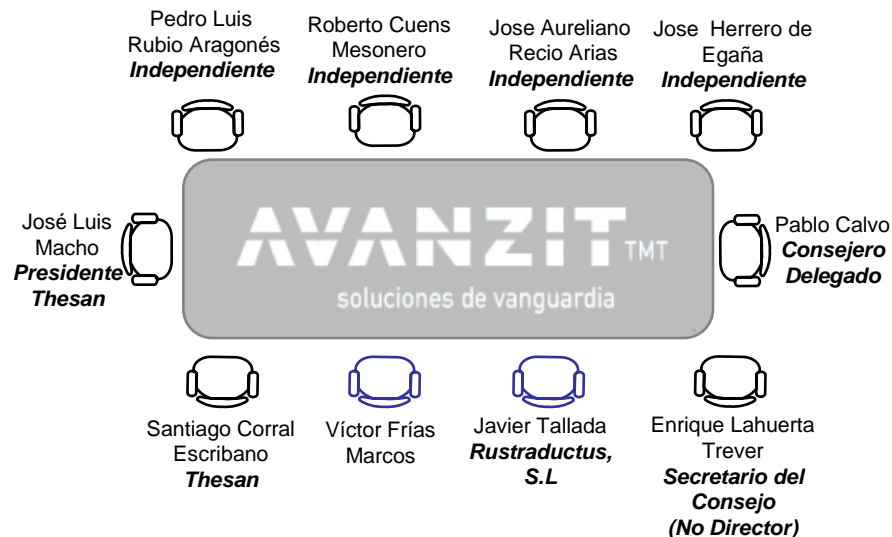 Pedro Luis
Rubio Aragonés
Independiente
Roberto Cuens
Mesonero
Independiente
Jose Aureliano
Recio Arias
Independiente
Jose Herrero de
Egaña
Independiente
José Luis
Macho
Presidente
Thesan
AVANZIT TMT
soluciones de vanguardia
Pablo Calvo
Consejero
Delegado
Santiago Corral
Escribano
Thesan
Víctor Frías
Marcos
Javier Tallada
Rustraductus,
S.L
Enrique Lahuerta
Trever
Secretario del
Consejo
(No Director)